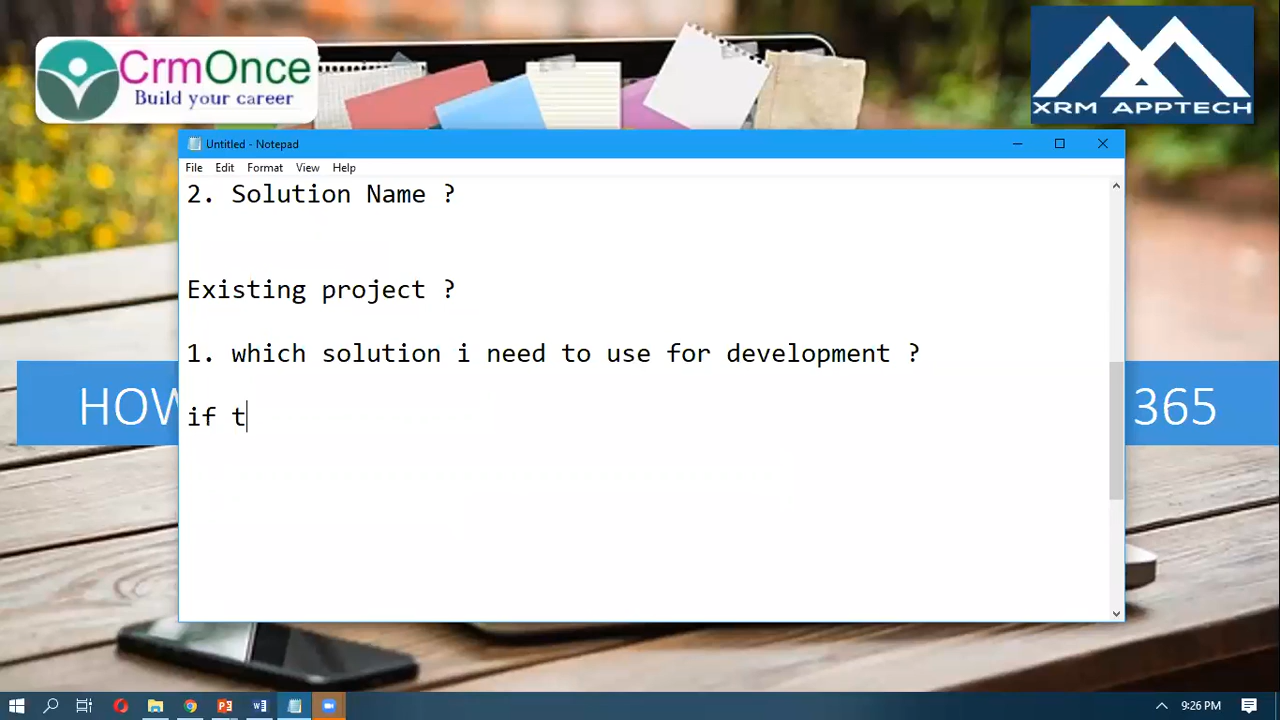 CrmOnce
Build your career
XRM APPTECH
Untitled - Notepad
File Edit Format View Help
2. Solution Name ?
Existing project ?
1. which solution i need to use for development ?
if t
HOW
365
9:26 PM